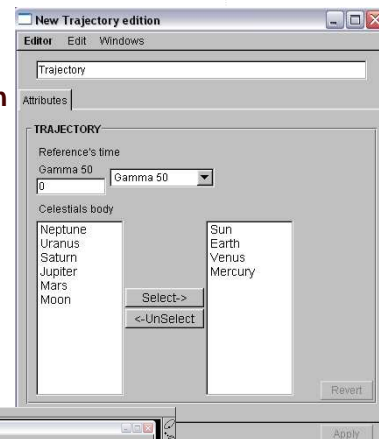 New Trajectory edition
Editor Edit Windows
Trajectory
n
Attributes
TRAJECTORY
Reference's time
Gamma 50
0
Gamma 50
Celestials body
Neptune
Uranus
Saturn
Jupiter
Mars
Moon
Select->
<-UnSelect
Sun
Earth
Venus
Mercury
Revert
Apply